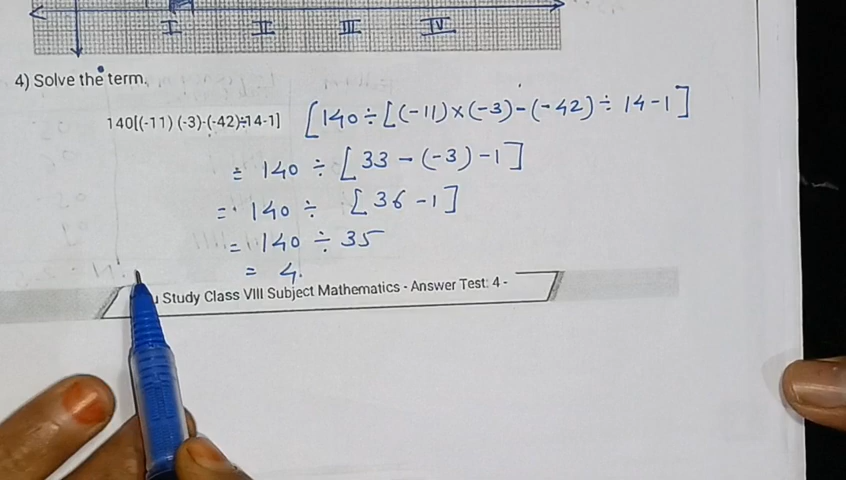 I II III IV
4) Solve the term.
140[(-11) (-3)-(-42)÷14-1] [140 ÷ [(-11) × (-3) - (-42) ÷ 14 - 1]
= 140 ÷ [33 - (-3) - 1]
= 140 ÷ [36 - 1]
= 140 ÷ 35
= 4.
Study Class VIII Subject Mathematics - Answer Test: 4 -